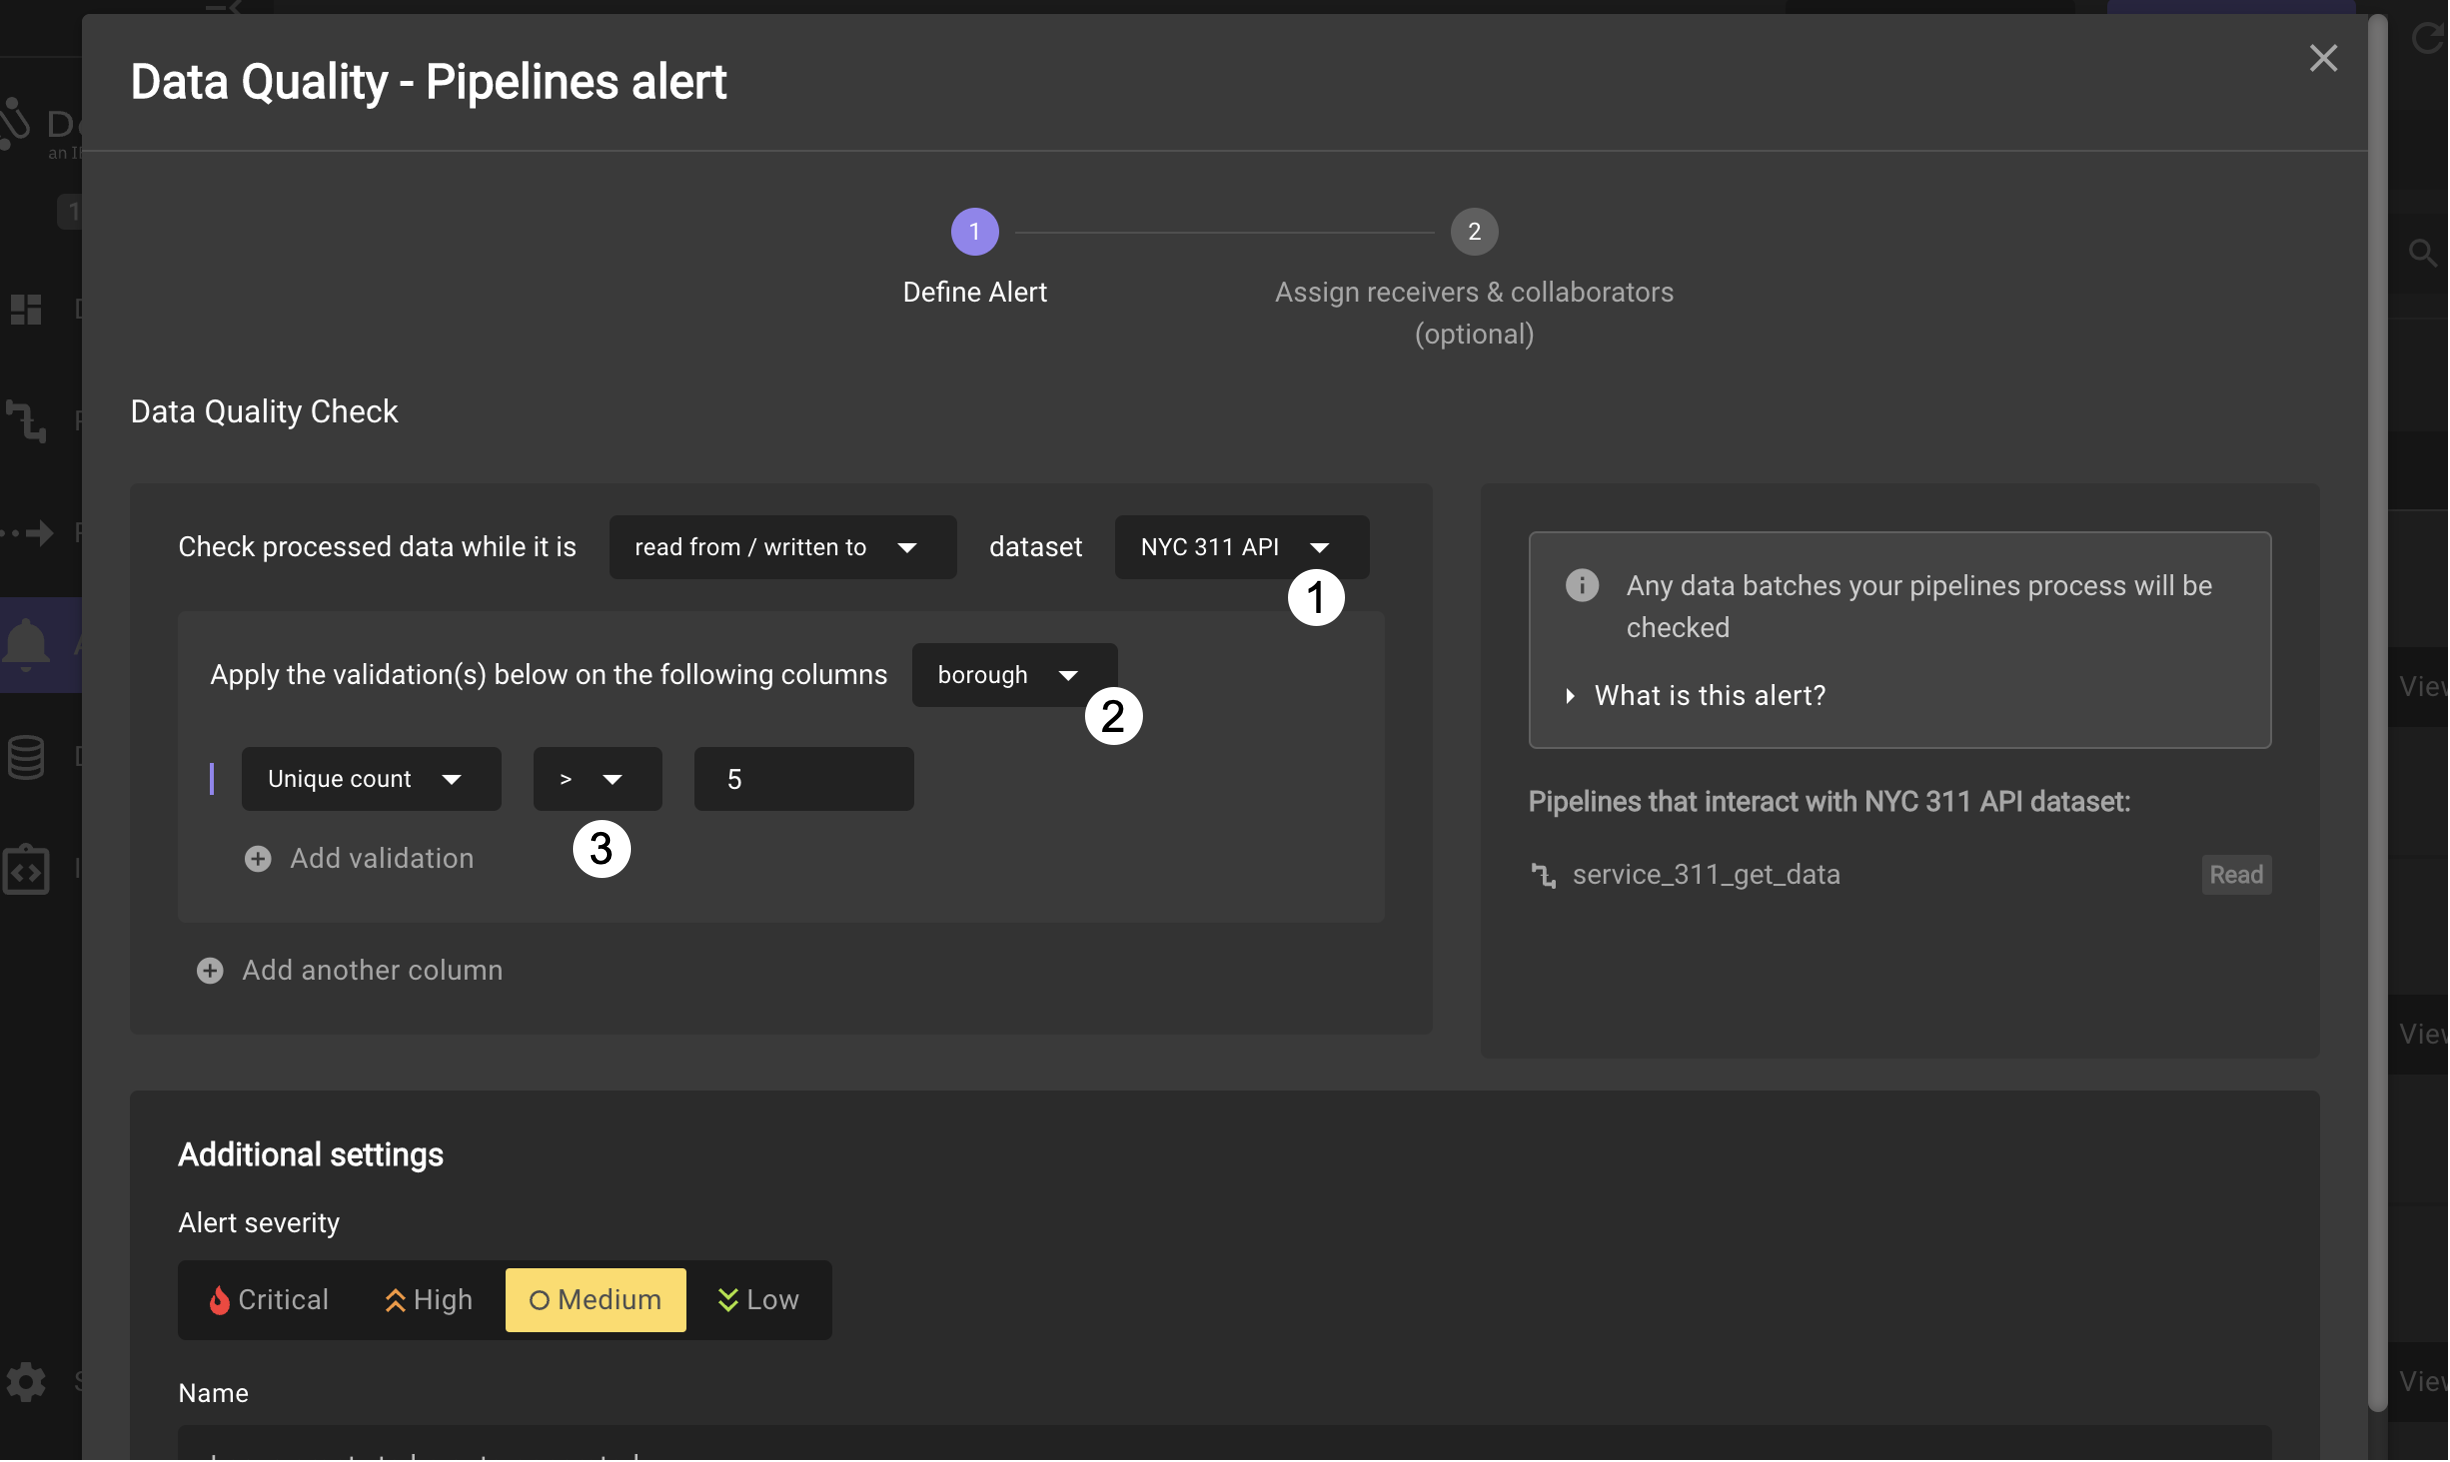 Data Quality - Pipelines alert
1
2
Define Alert
Assign receivers & collaborators
(optional)
Data Quality Check
Check processed data while it is read from / written to dataset NYC 311 API
1
Apply the validation(s) below on the following columns borough
2
Unique count > 5
3
Add validation
Add another column
Any data batches your pipelines process will be
checked
What is this alert?
Pipelines that interact with NYC 311 API dataset:
service_311_get_data Read
Additional settings
Alert severity
Critical High Medium Low
Name